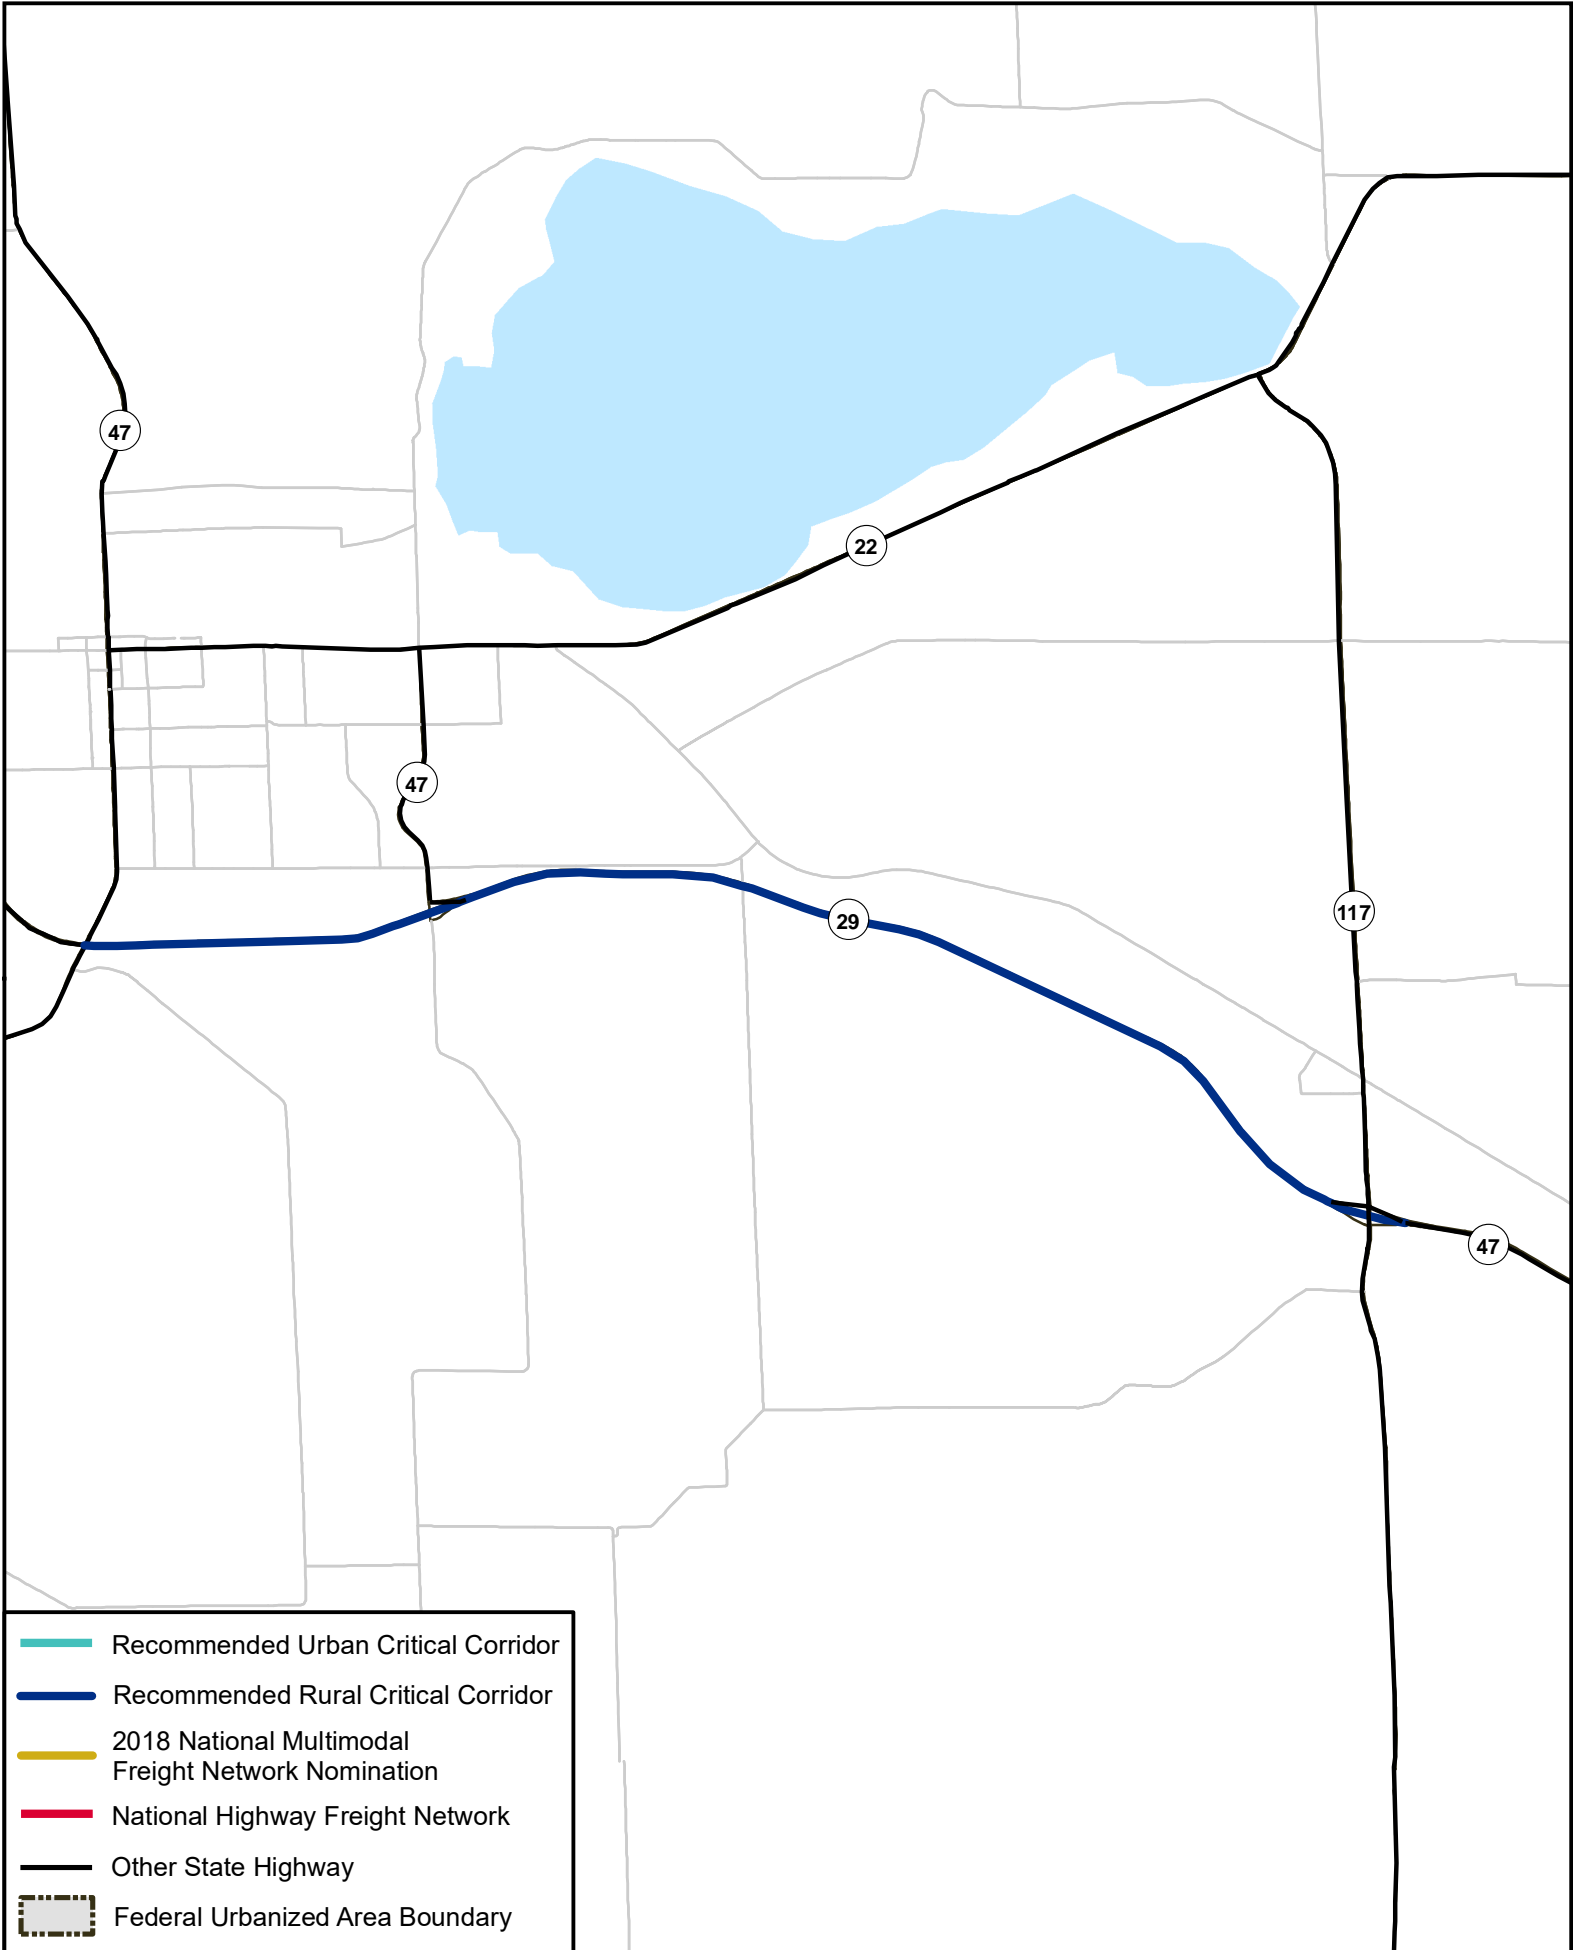 47
22
47
117
29
47
Recommended Urban Critical Corridor
Recommended Rural Critical Corridor
2018 National Multimodal
Freight Network Nomination
National Highway Freight Network
Other State Highway
Federal Urbanized Area Boundary